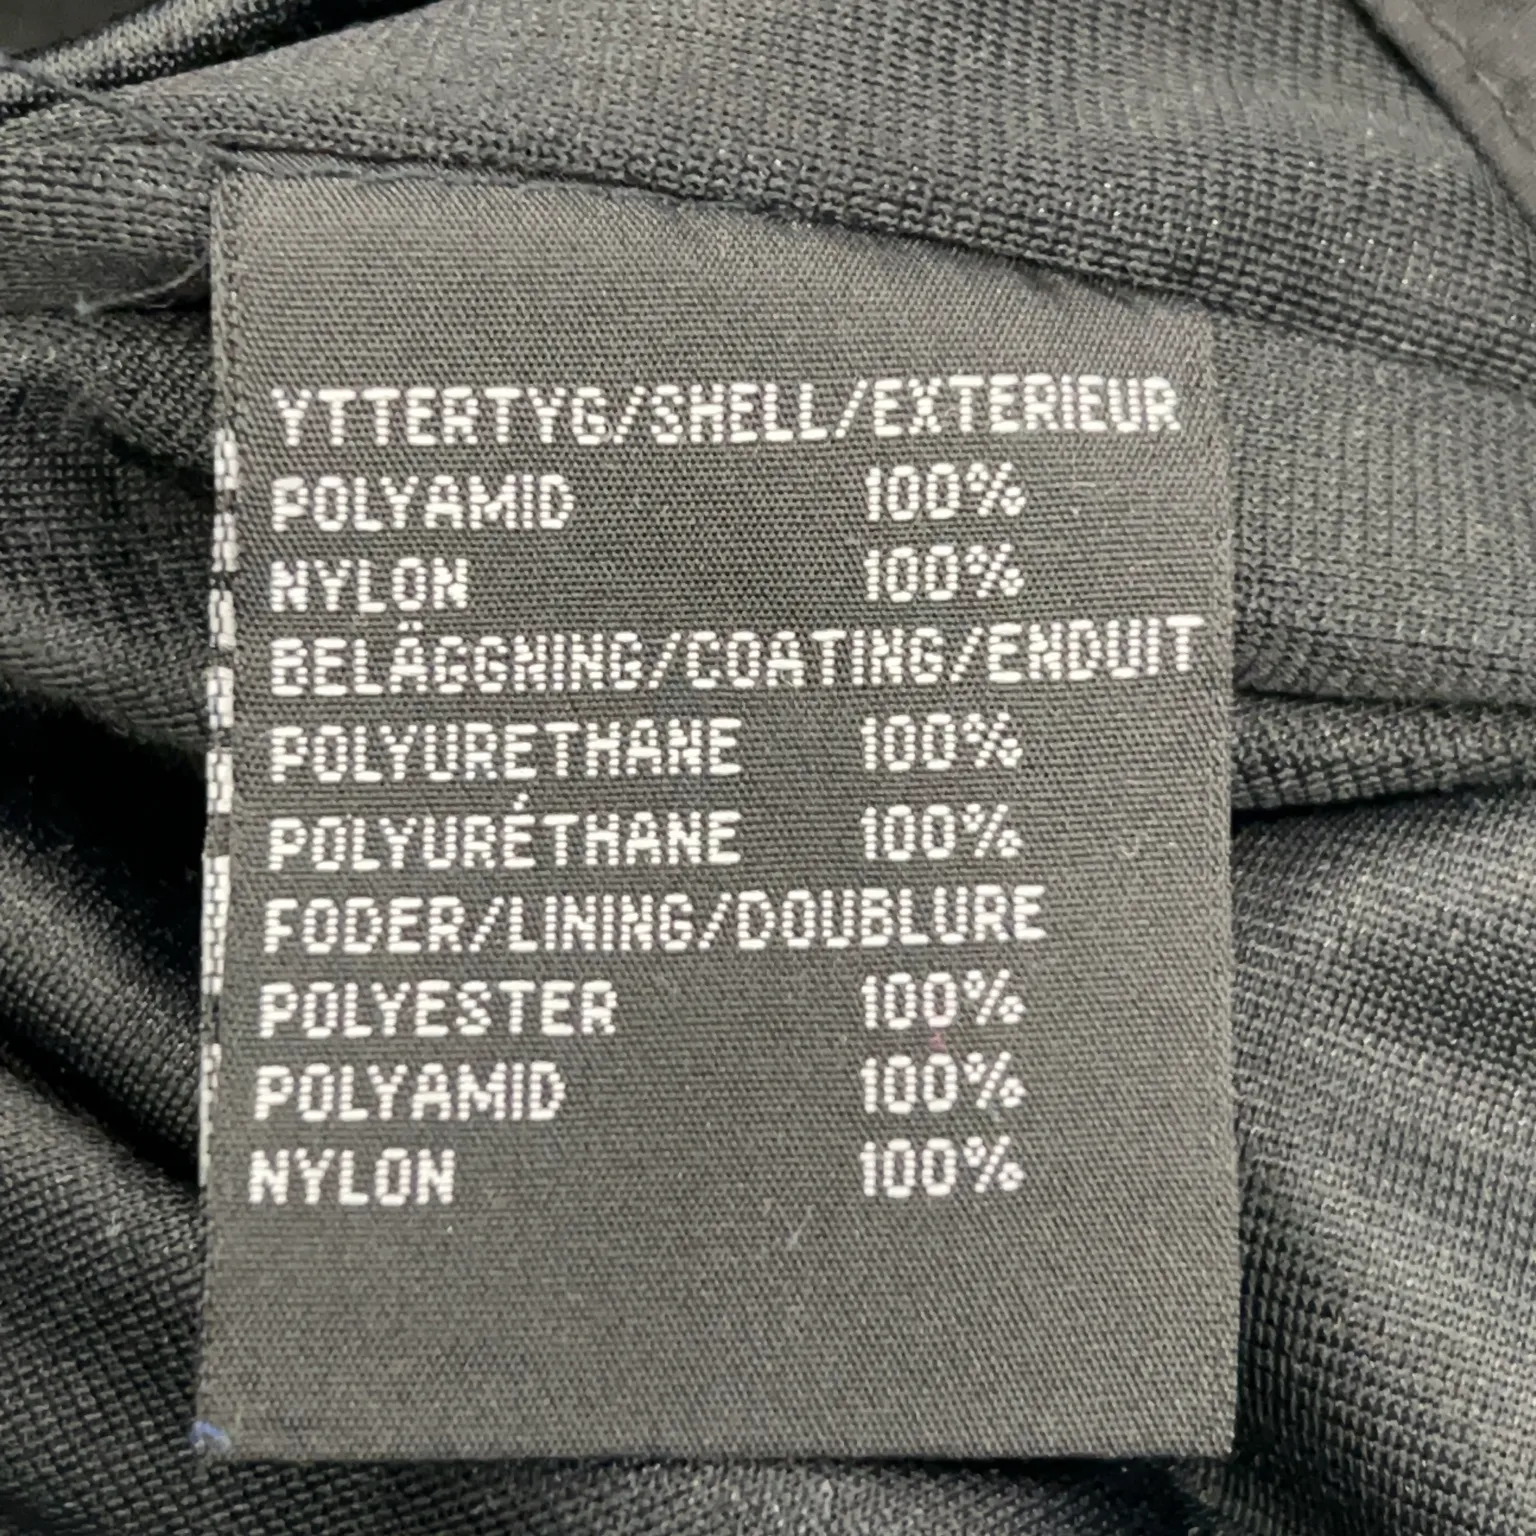 YTTERTYG/SHELL/EXTERIEUR
POLYAMID 100%
NYLON 100%
BELÄGGNING/COATING/ENDUIT
POLYURETHANE 100%
POLYURÉTHANE 100%
FODER/LINING/DOUBLURE
POLYESTER 100%
POLYAMID 100%
NYLON 100%